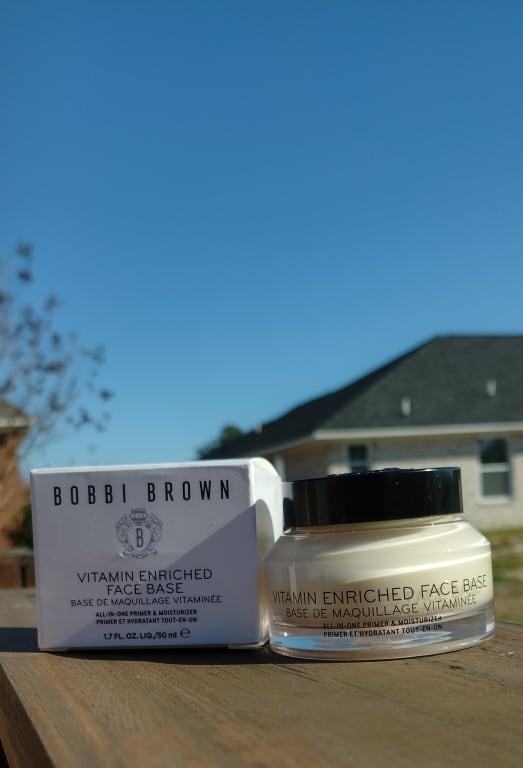 BOBBI BROWN
B
VITAMIN ENRICHED
FACE BASE
BASE DE MAQUILLAGE VITAMINÉE
ALL-IN-ONE PRIMER & MOISTURIZER
PRIMER ET HYDRATANT TOUT-EN-UN
1.7 FL. OZ. LIQ./50 ml ℮
VITAMIN ENRICHED FACE BASE
BASE DE MAQUILLAGE VITAMINÉE
ALL-IN-ONE PRIMER & MOISTURIZER
PRIMER ET HYDRATANT TOUT-EN-UN